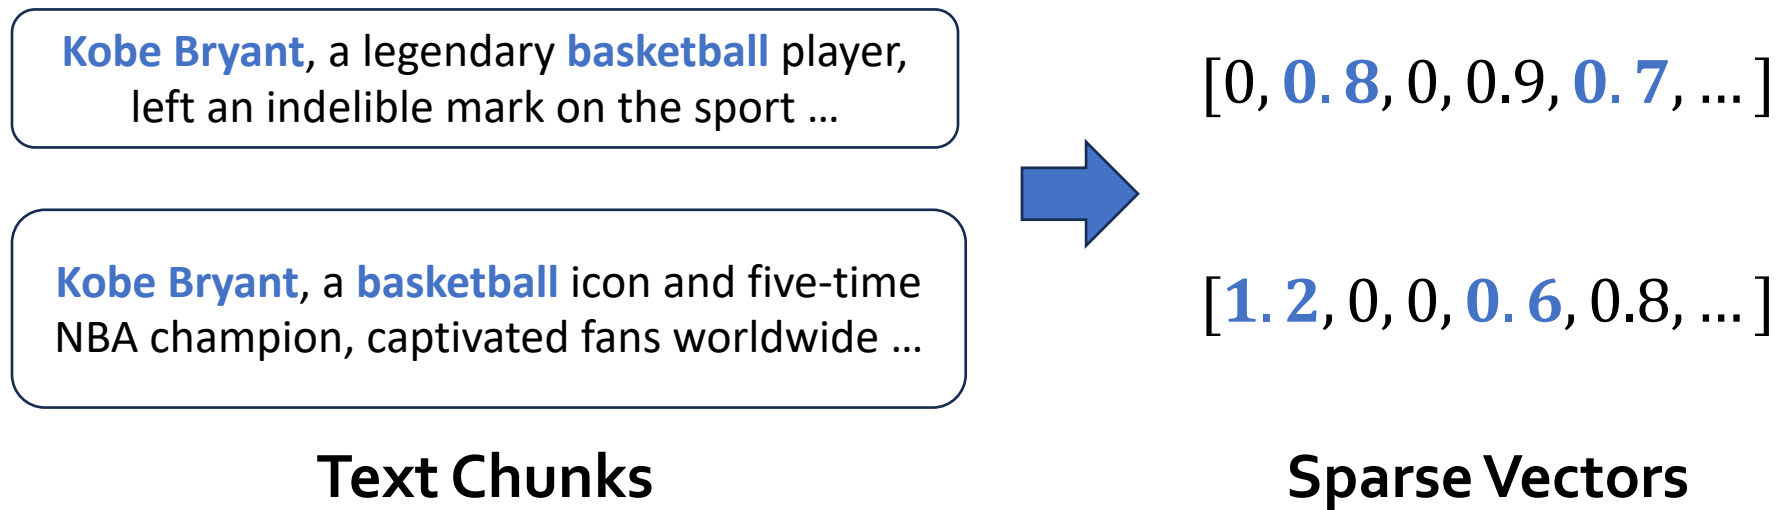 Kobe Bryant, a legendary basketball player,
left an indelible mark on the sport ...
[0, 0.8, 0, 0.9, 0.7, ... ]
Kobe Bryant, a basketball icon and five-time
NBA champion, captivated fans worldwide ...
[1.2, 0, 0, 0.6, 0.8, ... ]
Text Chunks
Sparse Vectors